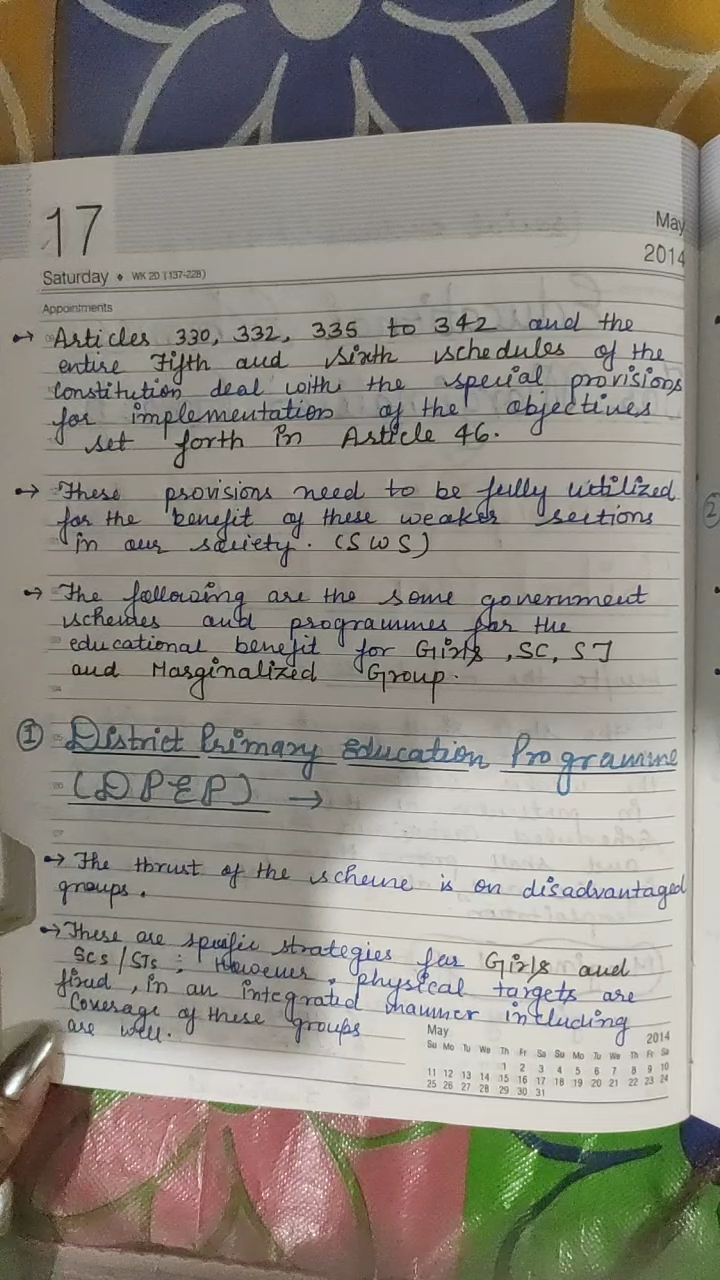 17
May
2014
Saturday • WK 20 (137-228)
Appointments
→ Articles 330, 332, 335 to 342 and the
entire Fifth and sixth schedules of the
Constitution deal with the special provisions
for implementation of the objectives
set forth in Article 46.
→ These provisions need to be fully utilized
for the benefit of these weaker sections
in our society. (SWS)
→ The following are the some government
schemes and programmes for the
educational benefit for Girls, SC, ST
and Marginalized Group.
① District Primary Education Programme
(DPEP) →
→ The thrust of the scheme is on disadvantaged
groups.
→ These are specific strategies for Girls and
SCs/STs; However, physical targets are
fixed, in an integrated manner including
Coverage of these groups
are well.
May 2014
Su Mo Tu We Th Fr Sa Su Mo Tu We Th Fr Sa
1 2 3 4 5 6 7 8 9 10
11 12 13 14 15 16 17 18 19 20 21 22 23 24
25 26 27 28 29 30 31
2